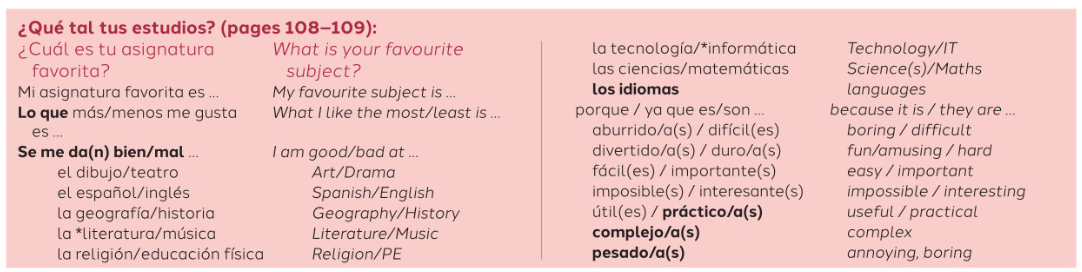 ¿Qué tal tus estudios? (pages 108–109):
¿Cuál es tu asignatura favorita? What is your favourite subject?
Mi asignatura favorita es ... My favourite subject is ...
Lo que más/menos me gusta es ... What I like the most/least is ...
Se me da(n) bien/mal ... I am good/bad at ...
el dibujo/teatro Art/Drama
el español/inglés Spanish/English
la geografía/historia Geography/History
la *literatura/música Literature/Music
la religión/educación física Religion/PE
la tecnología/*informática Technology/IT
las ciencias/matemáticas Science(s)/Maths
los idiomas languages
porque / ya que es/son ... because it is / they are ...
aburrido/a(s) / difícil(es) boring / difficult
divertido/a(s) / duro/a(s) fun/amusing / hard
fácil(es) / importante(s) easy / important
imposible(s) / interesante(s) impossible / interesting
útil(es) / práctico/a(s) useful / practical
complejo/a(s) complex
pesado/a(s) annoying, boring